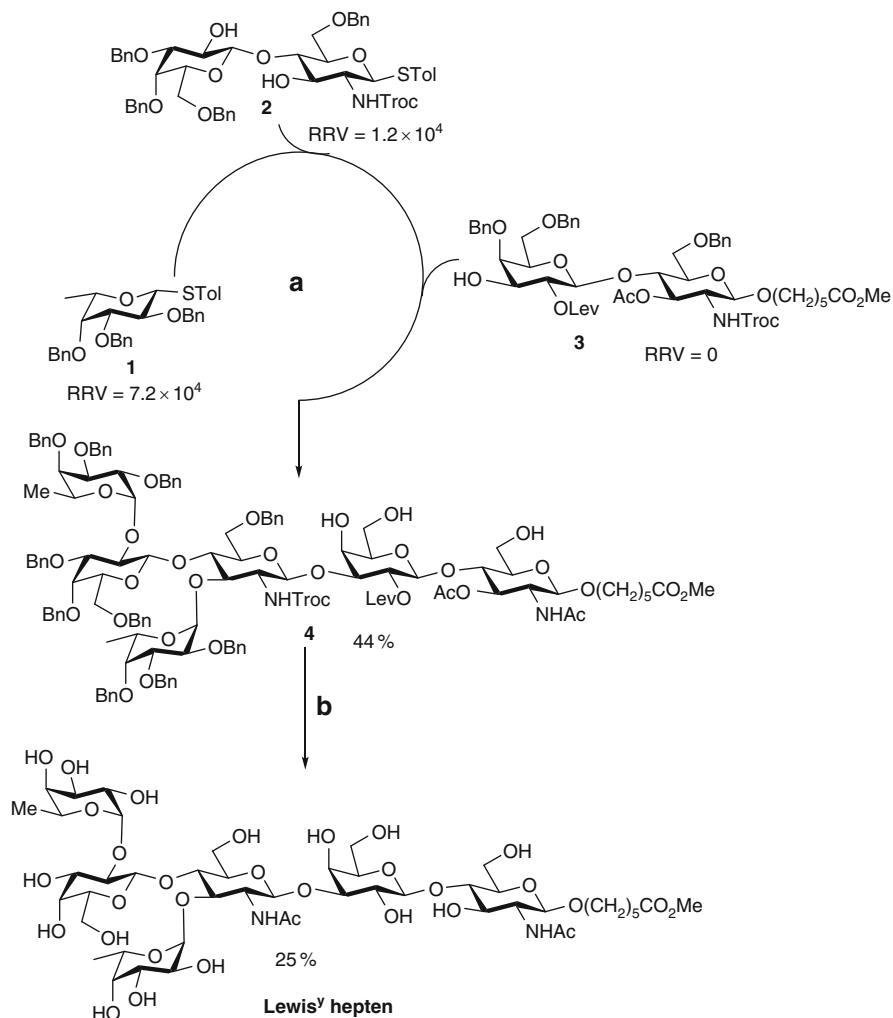 OH
OBn
BnO
O
O
O
O
HO
STol
NHTroc
BnO
OBn
2
RRV = 1.2 × 10⁴
STol
O
OBn
OBn
BnO
1
RRV = 7.2 × 10⁴
a
BnO
OBn
OBn
O
O
O
HO
OLev
AcO
O(CH₂)₅CO₂Me
NHTroc
3
RRV = 0
BnO
OBn
OBn
Me
O
O
OBn
HO
OH
OH
BnO
O
O
O
O
O
O
O
O
O(CH₂)₅CO₂Me
BnO
OBn
O
NHTroc
LevO
AcO
NHAc
O
OBn
BnO
OBn
4
44 %
b
HO
OH
OH
Me
O
O
OH
HO
OH
OH
HO
O
O
O
O
O
O
O
O
O(CH₂)₅CO₂Me
HO
OH
O
NHAc
OH
HO
NHAc
O
OH
HO
OH
25 %
Lewisʸ hepten